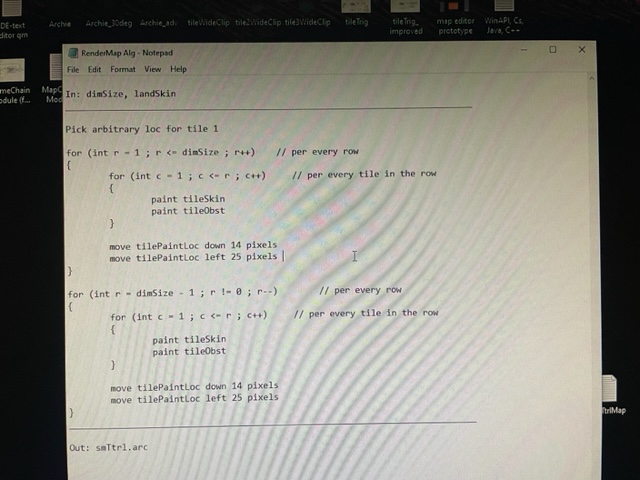 Archie
Archie_30deg
Archie_adv
tileWideClip
tile2WideClip
tile3WideClip
tileTrig
tileTrig_
improved
map editor
prototype
WinAPI, Cs,
Java, C++
DE-text
ditor qrn
meChain
odule (f...
MapC
Mod
RenderMap Alg - Notepad
File Edit Format View Help
In: dimSize, landSkin
Pick arbitrary loc for tile 1
for (int r = 1 ; r <= dimSize ; r++) // per every row
{
for (int c = 1 ; c <= r ; c++) // per every tile in the row
{
paint tileSkin
paint tileObst
}
move tilePaintLoc down 14 pixels
move tilePaintLoc left 25 pixels
}
for (int r = dimSize - 1 ; r != 0 ; r--) // per every row
{
for (int c = 1 ; c <= r ; c++) // per every tile in the row
{
paint tileSkin
paint tileObst
}
move tilePaintLoc down 14 pixels
move tilePaintLoc left 25 pixels
}
Out: smTtrl.arc
TtrlMap